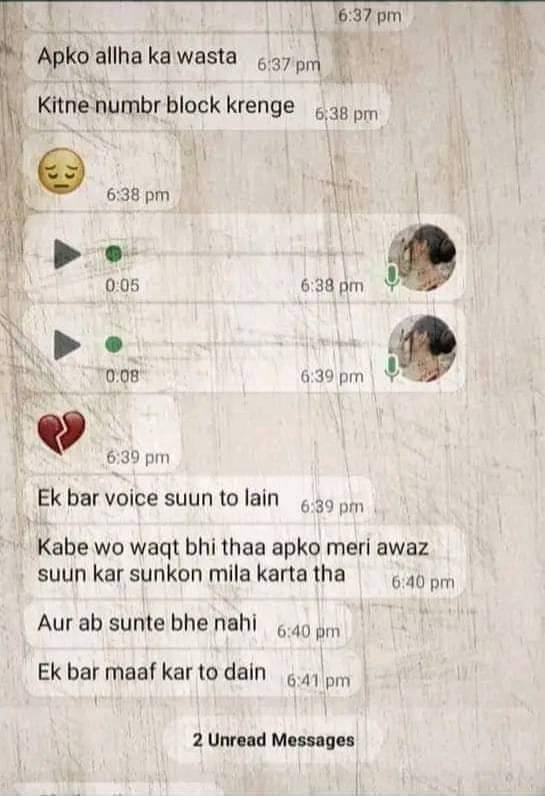 6:37 pm
Apko allha ka wasta 6:37 pm
Kitne numbr block krenge 6:38 pm
6:38 pm
0:05 6:38 pm
0:08 6:39 pm
6:39 pm
Ek bar voice suun to lain 6:39 pm
Kabe wo waqt bhi thaa apko meri awaz
suun kar sunkon mila karta tha 6:40 pm
Aur ab sunte bhe nahi 6:40 pm
Ek bar maaf kar to dain 6:41 pm
2 Unread Messages